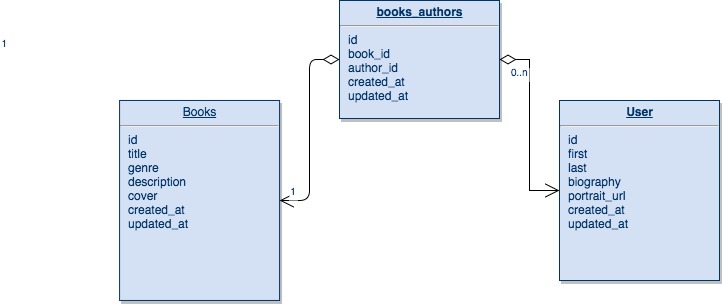 1
books_authors
id
book_id
author_id
created_at
updated_at
0..n
Books
id
title
genre
description
cover
created_at
updated_at
1
User
id
first
last
biography
portrait_url
created_at
updated_at